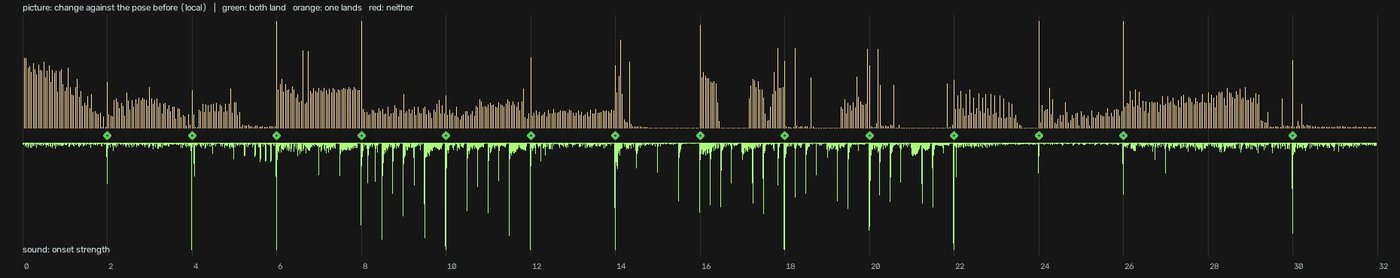 picture: change against the pose before (local) | green: both land orange: one lands red: neither
sound: onset strength
0 2 4 6 8 10 12 14 16 18 20 22 24 26 28 30 32